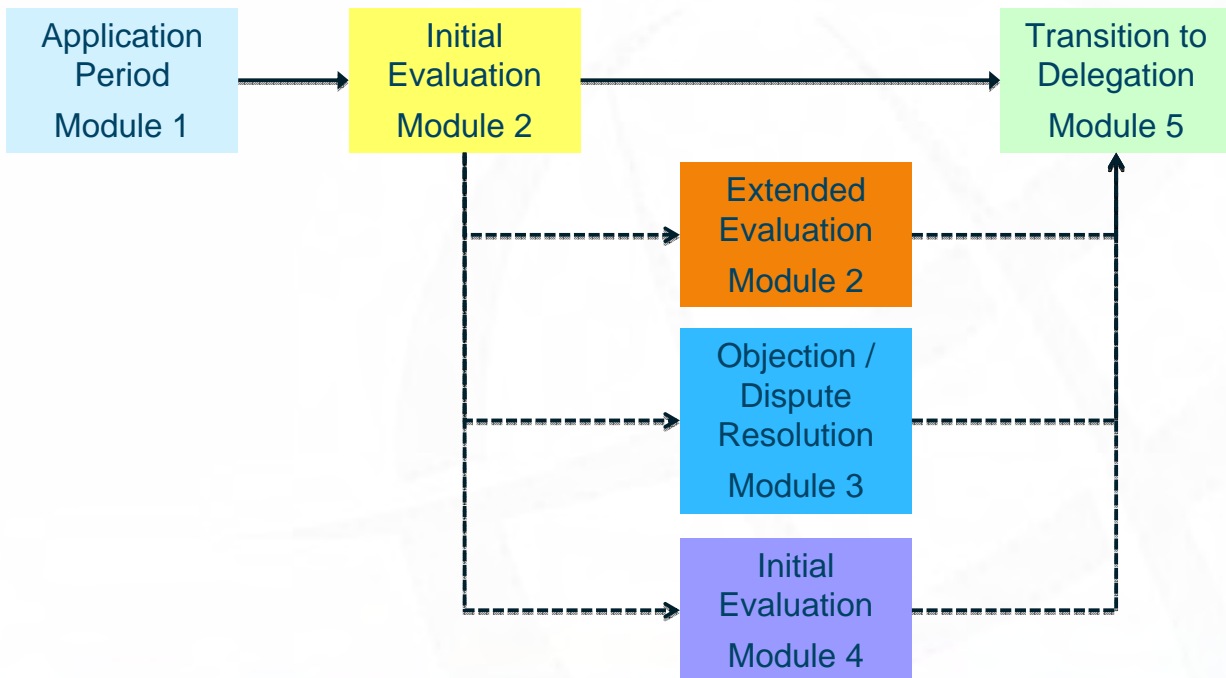 Application
Period
Module 1
Initial
Evaluation
Module 2
Transition to
Delegation
Module 5
Extended
Evaluation
Module 2
Objection /
Dispute
Resolution
Module 3
Initial
Evaluation
Module 4